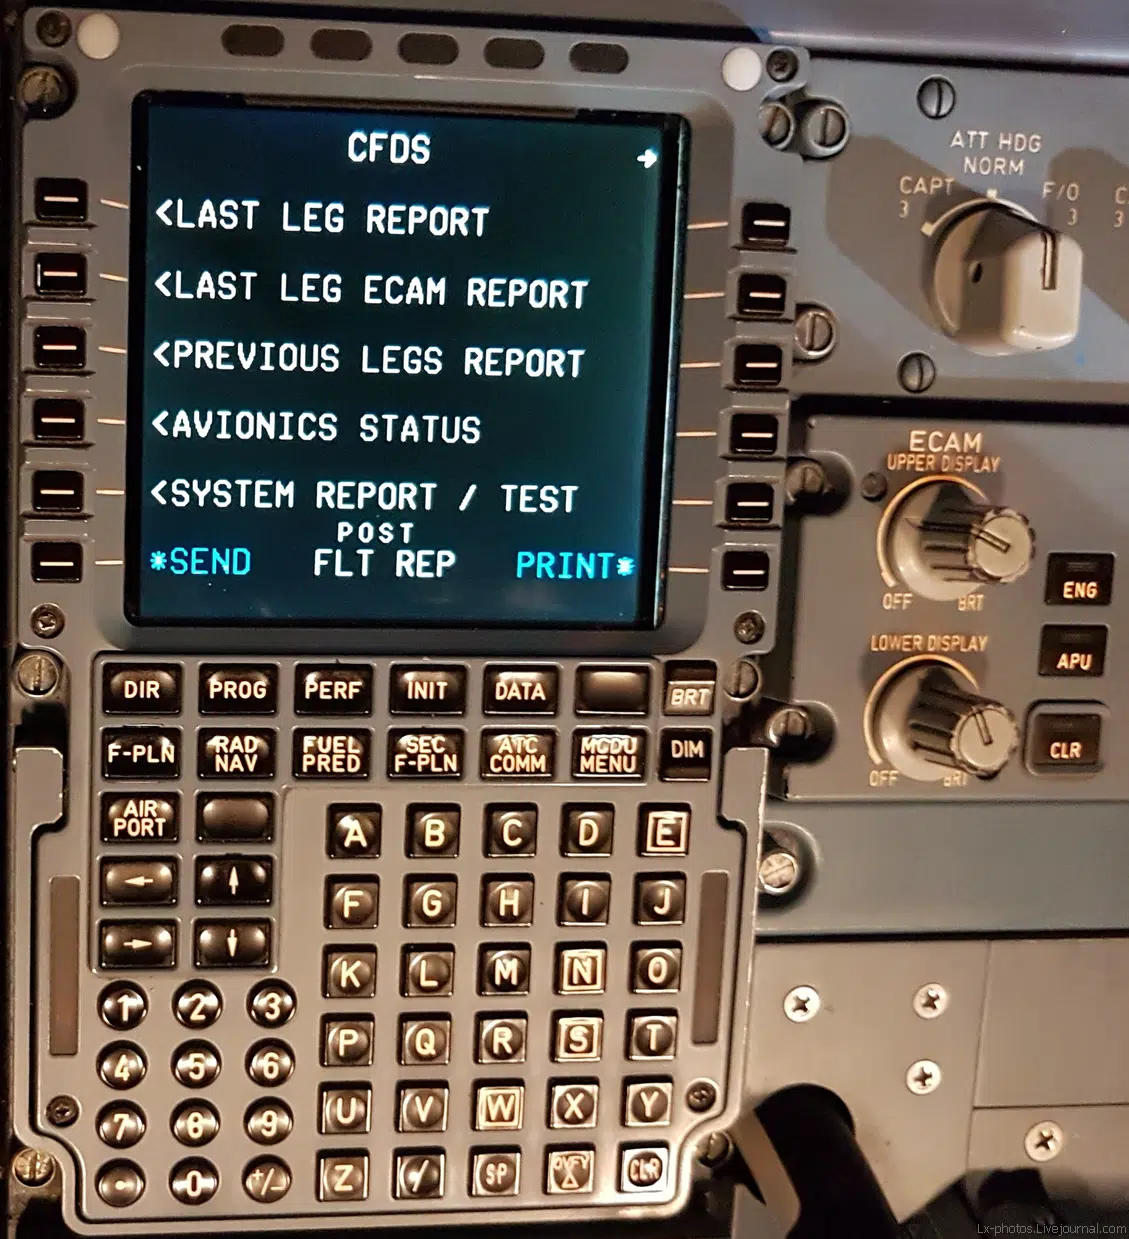 CFDS →
<LAST LEG REPORT
<LAST LEG ECAM REPORT
<PREVIOUS LEGS REPORT
<AVIONICS STATUS
<SYSTEM REPORT / TEST
POST
*SEND FLT REP PRINT*
DIR PROG PERF INIT DATA BRT
F-PLN RAD NAV FUEL PRED SEC F-PLN ATC COMM MCDU MENU DIM
AIR PORT
← ↑
→ ↓
A B C D E
F G H I J
K L M N O
1 2 3 P Q R S T
4 5 6
7 8 9 U V W X Y
. 0 +/- Z / SP OVFY Δ CLR
ATT HDG
NORM
CAPT F/O
3 3
ECAM
UPPER DISPLAY
OFF BRT
ENG
LOWER DISPLAY
APU
OFF BRT
CLR
Lx-photos.Livejournal.com